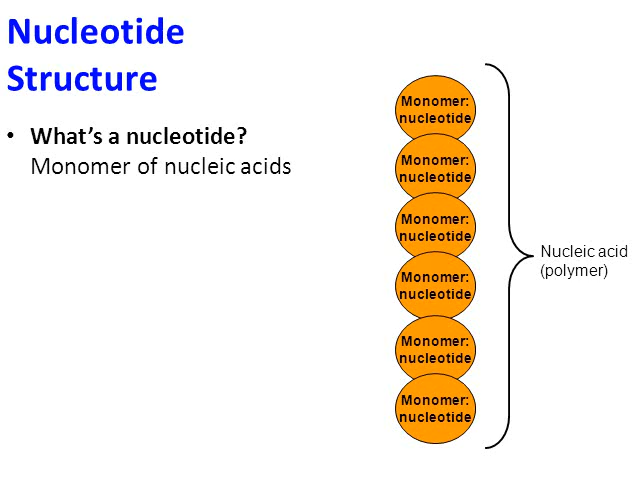 Nucleotide
Structure
• What's a nucleotide?
Monomer of nucleic acids
Monomer:
nucleotide
Monomer:
nucleotide
Monomer:
nucleotide
Monomer:
nucleotide
Monomer:
nucleotide
Monomer:
nucleotide
Nucleic acid
(polymer)